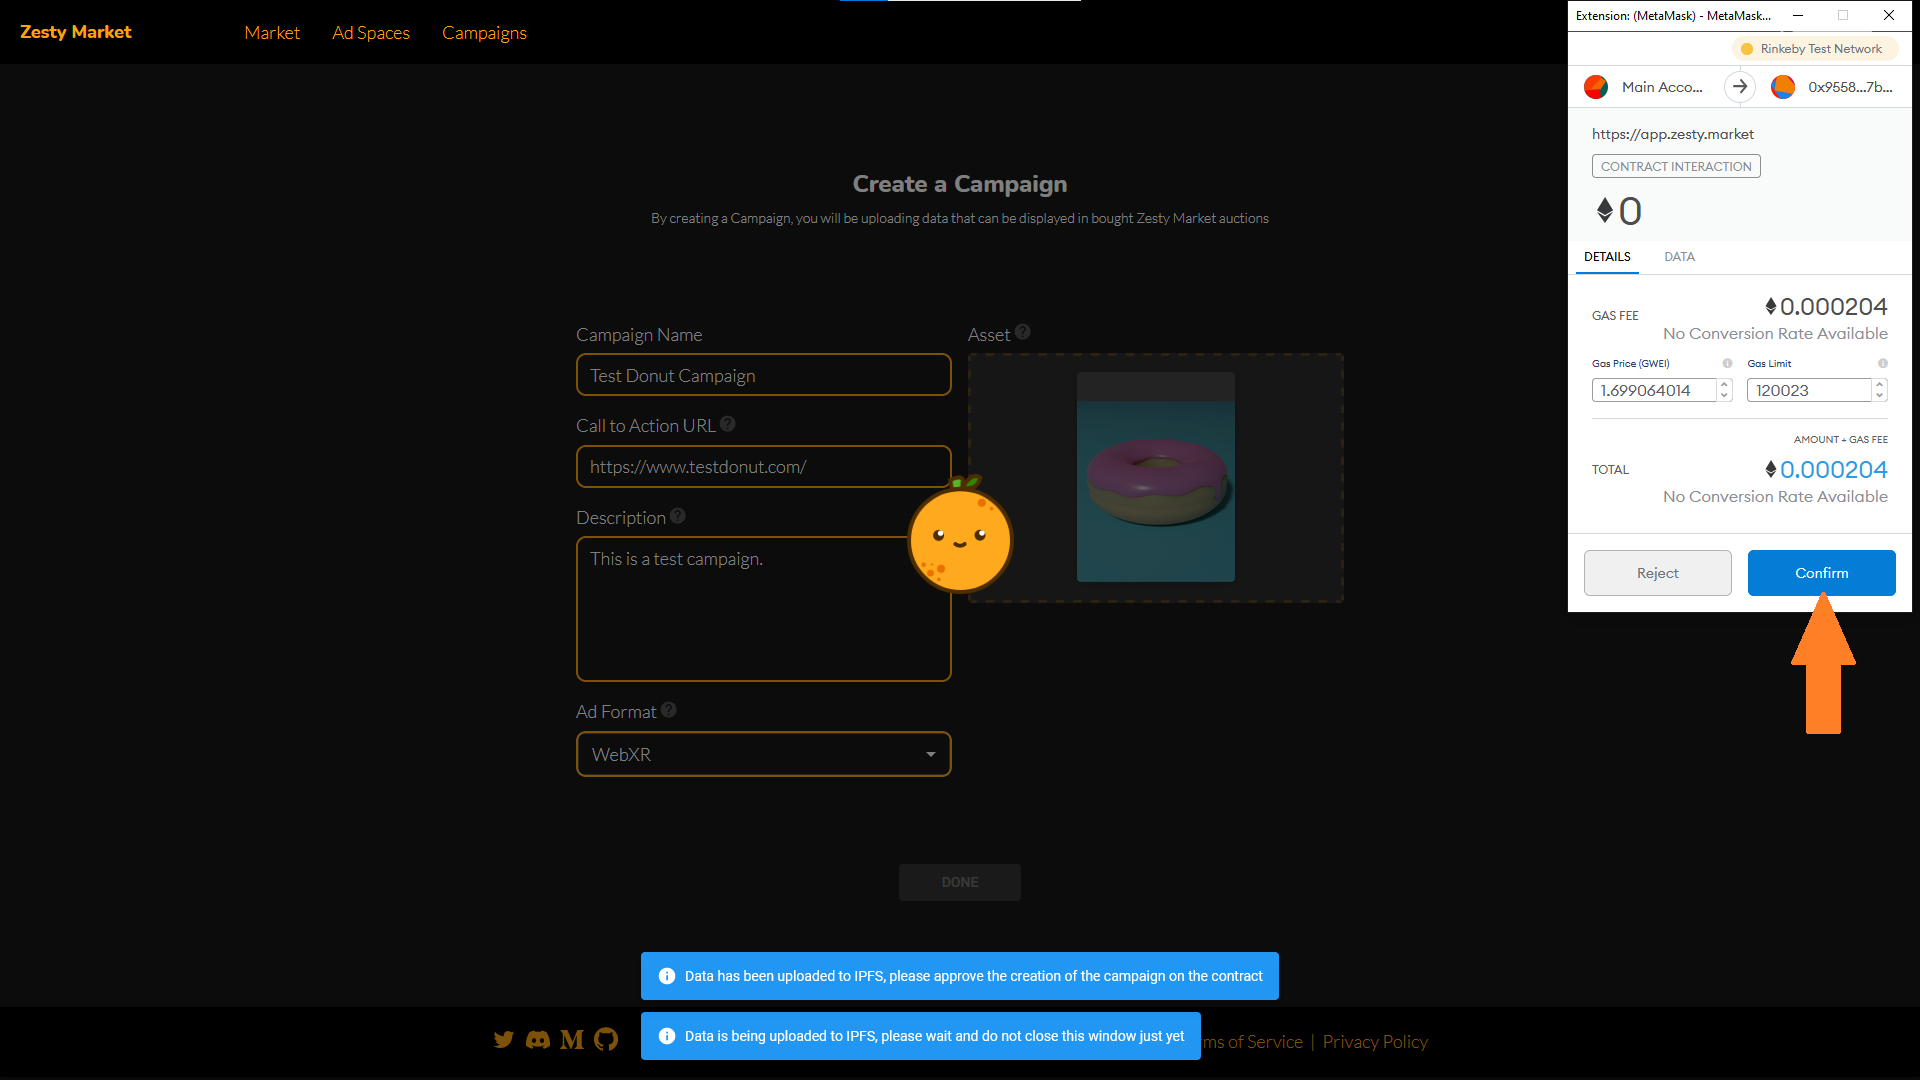 Zesty Market
Market
Ad Spaces
Campaigns
Extension: (MetaMask) - MetaMask...
Rinkeby Test Network
Main Acco...
0x9558...7b...
https://app.zesty.market
CONTRACT INTERACTION
0
DETAILS
DATA
GAS FEE
0.000204
No Conversion Rate Available
Gas Price (GWEI)
Gas Limit
1.699064014
120023
AMOUNT + GAS FEE
TOTAL
0.000204
No Conversion Rate Available
Reject
Confirm
Create a Campaign
By creating a Campaign, you will be uploading data that can be displayed in bought Zesty Market auctions
Campaign Name
Test Donut Campaign
Call to Action URL
https://www.testdonut.com/
Description
This is a test campaign.
Ad Format
WebXR
Asset
DONE
Data has been uploaded to IPFS, please approve the creation of the campaign on the contract
Data is being uploaded to IPFS, please wait and do not close this window just yet
ms of Service | Privacy Policy